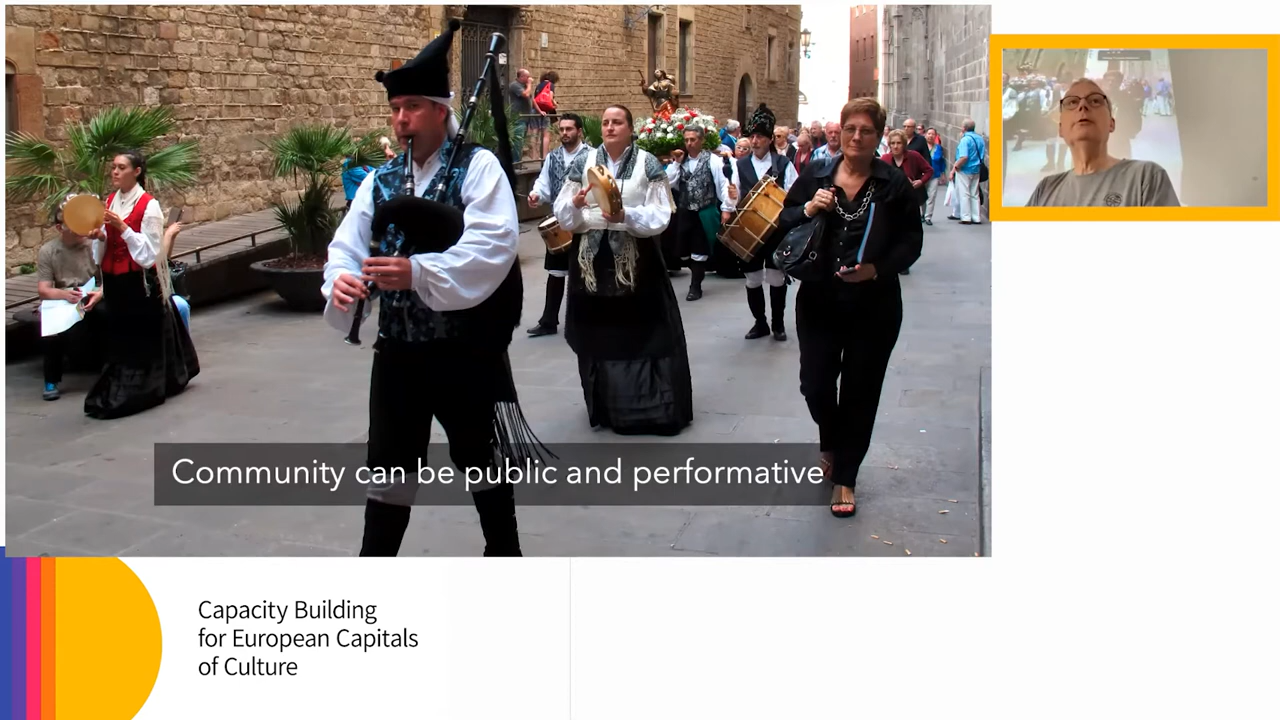 Community can be public and performative
Capacity Building
for European Capitals
of Culture